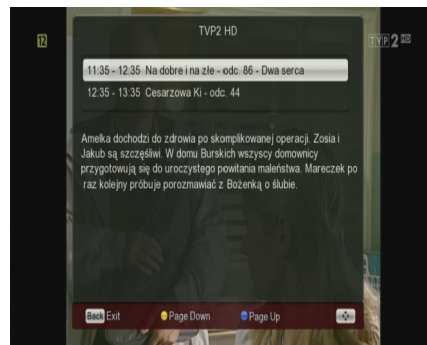 TVP2 HD
12
TVP 2 HD
11:35 - 12:35 Na dobre i na złe - odc. 86 - Dwa serca
12:35 - 13:35 Cesarzowa Ki - odc. 44
Amelka dochodzi do zdrowia po skomplikowanej operacji. Zosia i
Jakub są szczęśliwi. W domu Burskich wszyscy domownicy
przygotowują się do uroczystego powitania maleństwa. Mareczek po
raz kolejny próbuje porozmawiać z Bożenką o ślubie.
Back Exit Page Down Page Up